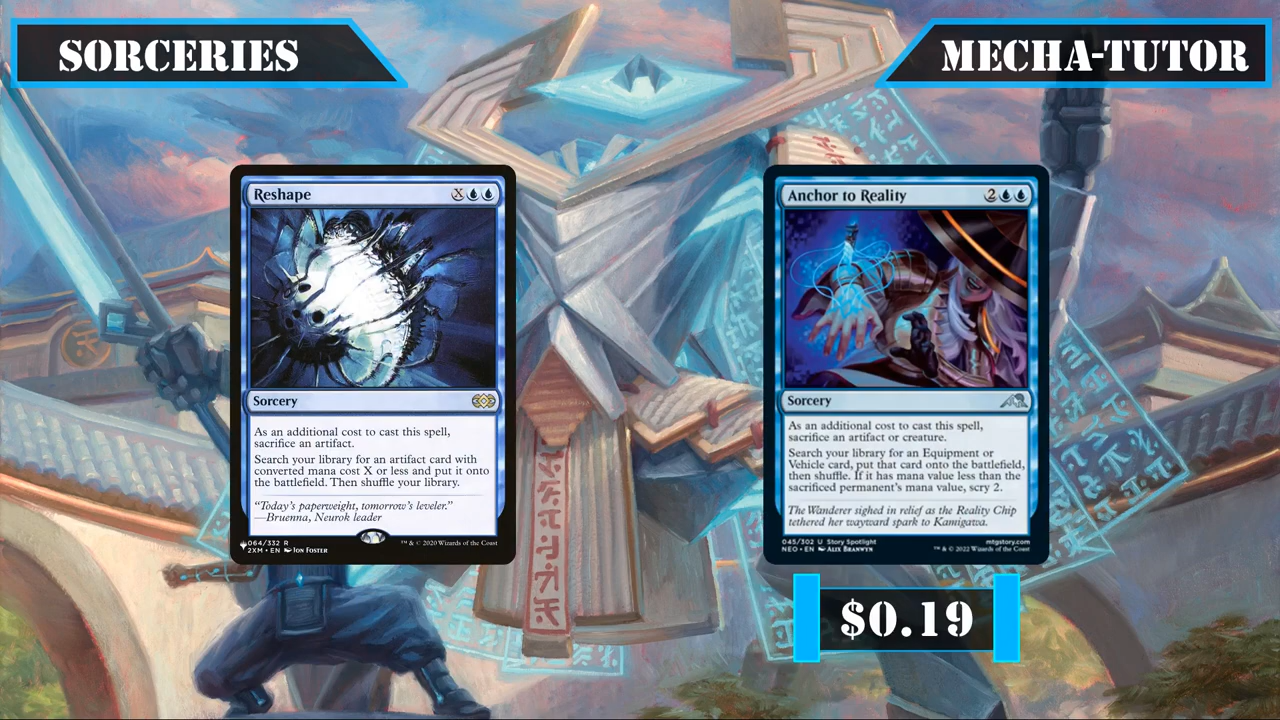 SORCERIES
MECHA-TUTOR
Reshape X
Sorcery
As an additional cost to cast this spell,
sacrifice an artifact.
Search your library for an artifact card with
converted mana cost X or less and put it onto
the battlefield. Then shuffle your library.
“Today's paperweight, tomorrow's leveler.”
—Bruenna, Neurok leader
064/332 R
2XM • EN Jon Foster
™ & © 2020 Wizards of the Coast
Anchor to Reality 2
Sorcery
As an additional cost to cast this spell,
sacrifice an artifact or creature.
Search your library for an Equipment or
Vehicle card, put that card onto the battlefield,
then shuffle. If it has mana value less than the
sacrificed permanent's mana value, scry 2.
The Wanderer sighed in relief as the Reality Chip
tethered her wayward spark to Kamigawa.
045/302 U Story Spotlight
NEO • EN Alix Branwyn
mtgstory.com
™ & © 2022 Wizards of the Coast
$0.19